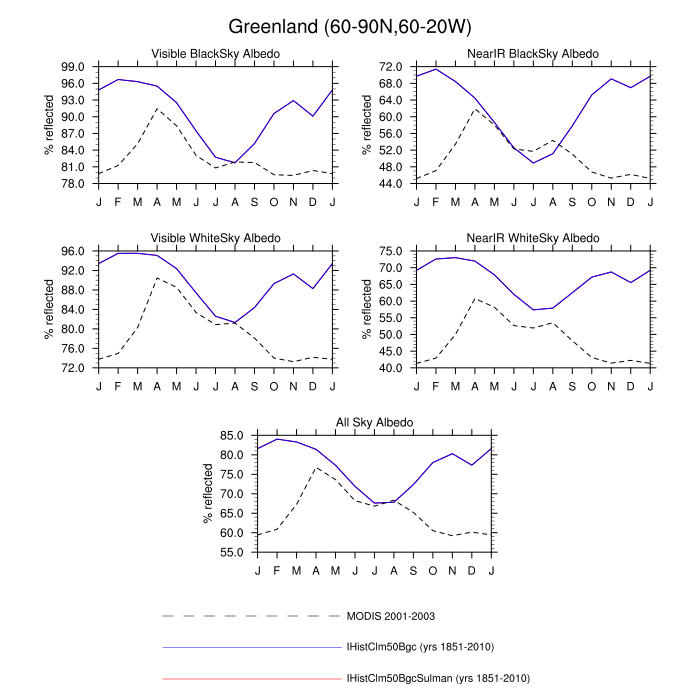 Greenland (60-90N,60-20W)
Visible BlackSky Albedo
% reflected
99.0
96.0
93.0
90.0
87.0
84.0
81.0
78.0
J F M A M J J A S O N D J
NearIR BlackSky Albedo
% reflected
72.0
68.0
64.0
60.0
56.0
52.0
48.0
44.0
J F M A M J J A S O N D J
Visible WhiteSky Albedo
% reflected
96.0
92.0
88.0
84.0
80.0
76.0
72.0
J F M A M J J A S O N D J
NearIR WhiteSky Albedo
% reflected
75.0
70.0
65.0
60.0
55.0
50.0
45.0
40.0
J F M A M J J A S O N D J
All Sky Albedo
% reflected
85.0
80.0
75.0
70.0
65.0
60.0
55.0
J F M A M J J A S O N D J
MODIS 2001-2003
IHistClm50Bgc (yrs 1851-2010)
IHistClm50BgcSulman (yrs 1851-2010)